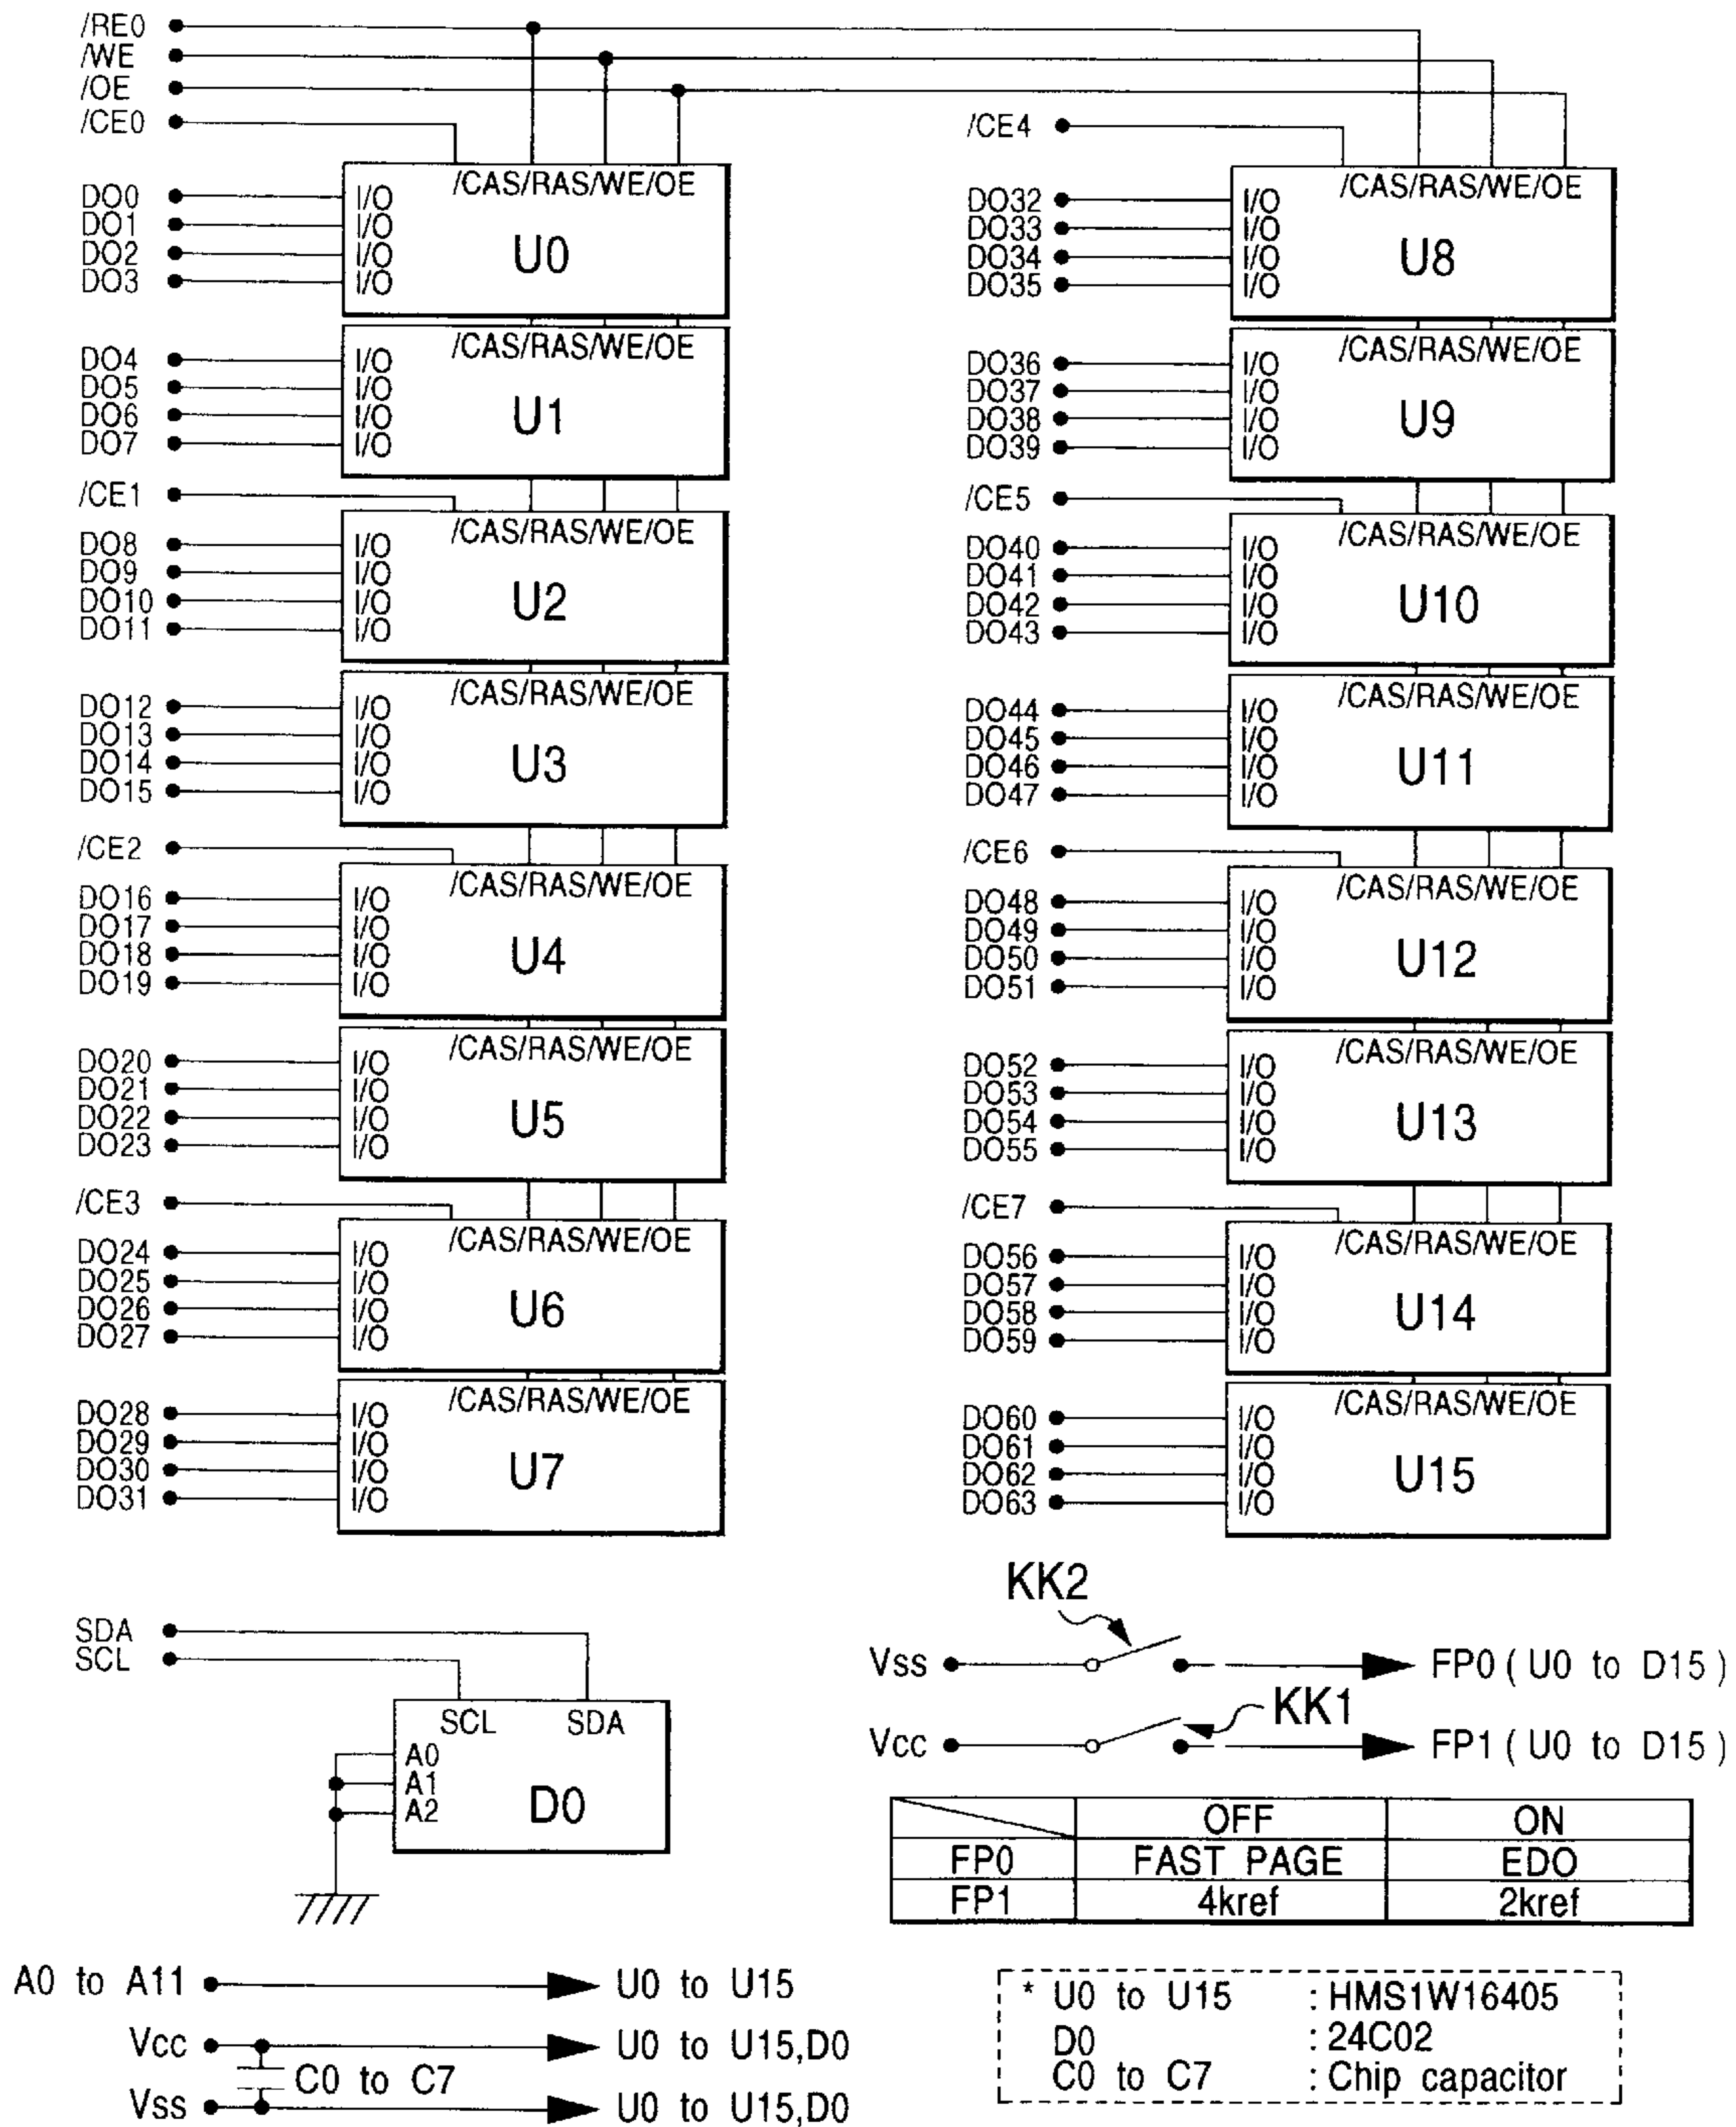 /RE0
/WE
/OE
/CE0
/CAS/RAS/WE/OE
DO0 I/O
DO1 I/O
DO2 I/O
DO3 I/O
U0
/CAS/RAS/WE/OE
DO4 I/O
DO5 I/O
DO6 I/O
DO7 I/O
U1
/CE1
/CAS/RAS/WE/OE
DO8 I/O
DO9 I/O
DO10 I/O
DO11 I/O
U2
/CAS/RAS/WE/OE
DO12 I/O
DO13 I/O
DO14 I/O
DO15 I/O
U3
/CE2
/CAS/RAS/WE/OE
DO16 I/O
DO17 I/O
DO18 I/O
DO19 I/O
U4
/CAS/RAS/WE/OE
DO20 I/O
DO21 I/O
DO22 I/O
DO23 I/O
U5
/CE3
/CAS/RAS/WE/OE
DO24 I/O
DO25 I/O
DO26 I/O
DO27 I/O
U6
/CAS/RAS/WE/OE
DO28 I/O
DO29 I/O
DO30 I/O
DO31 I/O
U7
/CE4
/CAS/RAS/WE/OE
DO32 I/O
DO33 I/O
DO34 I/O
DO35 I/O
U8
/CAS/RAS/WE/OE
DO36 I/O
DO37 I/O
DO38 I/O
DO39 I/O
U9
/CE5
/CAS/RAS/WE/OE
DO40 I/O
DO41 I/O
DO42 I/O
DO43 I/O
U10
/CAS/RAS/WE/OE
DO44 I/O
DO45 I/O
DO46 I/O
DO47 I/O
U11
/CE6
/CAS/RAS/WE/OE
DO48 I/O
DO49 I/O
DO50 I/O
DO51 I/O
U12
/CAS/RAS/WE/OE
DO52 I/O
DO53 I/O
DO54 I/O
DO55 I/O
U13
/CE7
/CAS/RAS/WE/OE
DO56 I/O
DO57 I/O
DO58 I/O
DO59 I/O
U14
/CAS/RAS/WE/OE
DO60 I/O
DO61 I/O
DO62 I/O
DO63 I/O
U15
SDA
SCL
SCL SDA
A0
A1
A2
D0
KK2
Vss FP0 ( U0 to D15 )
KK1
Vcc FP1 ( U0 to D15 )
OFF ON
FP0 FAST PAGE EDO
FP1 4kref 2kref
A0 to A11 U0 to U15
Vcc U0 to U15,D0
C0 to C7
Vss U0 to U15,D0
* U0 to U15 : HMS1W16405
D0 : 24C02
C0 to C7 : Chip capacitor